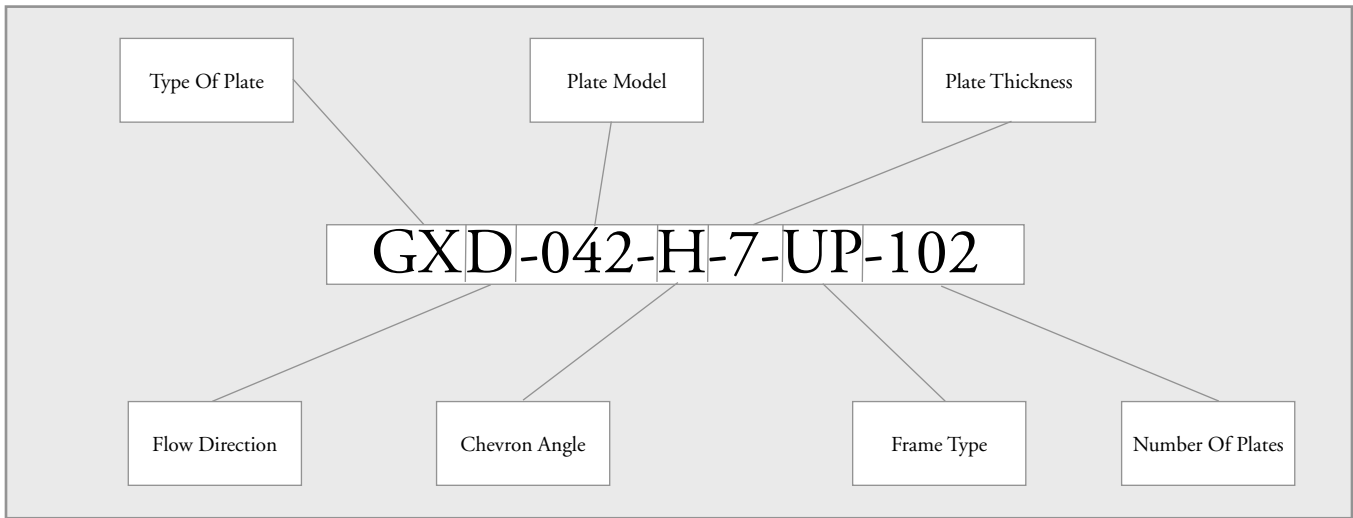 Type Of Plate
Plate Model
Plate Thickness
GXD-042-H-7-UP-102
Flow Direction
Chevron Angle
Frame Type
Number Of Plates